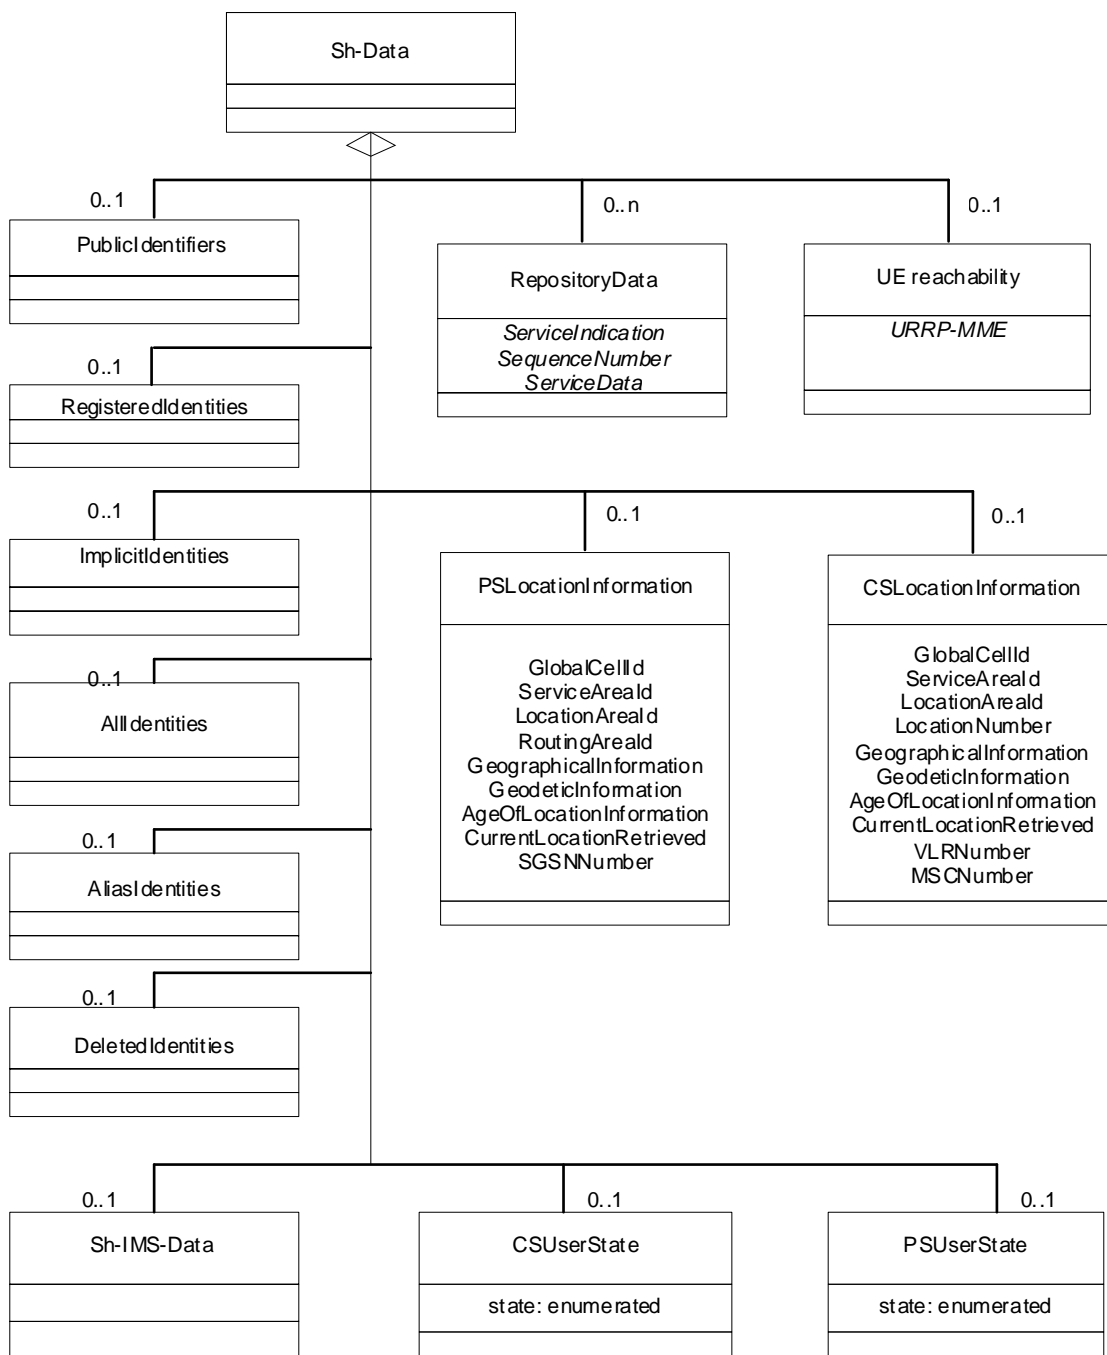 Sh-Data
0..1
0..n
0..1
PublicIdentifiers
RepositoryData
UE reachability
ServiceIndication
SequenceNumber
ServiceData
URRP-MME
0..1
RegisteredIdentities
0..1
0..1
0..1
ImplicitIdentities
PSLocationInformation
CSLocationInformation
GlobalCellId
ServiceAreaId
LocationAreaId
RoutingAreaId
GeographicalInformation
GeodeticInformation
AgeOfLocationInformation
CurrentLocationRetrieved
SGSNNumber
GlobalCellId
ServiceAreaId
LocationAreaId
LocationNumber
GeographicalInformation
GeodeticInformation
AgeOfLocationInformation
CurrentLocationRetrieved
VLRNumber
MSCNumber
0..1
AllIdentities
0..1
AliasIdentities
0..1
DeletedIdentities
0..1
0..1
0..1
Sh-IMS-Data
CSUserState
PSUserState
state: enumerated
state: enumerated